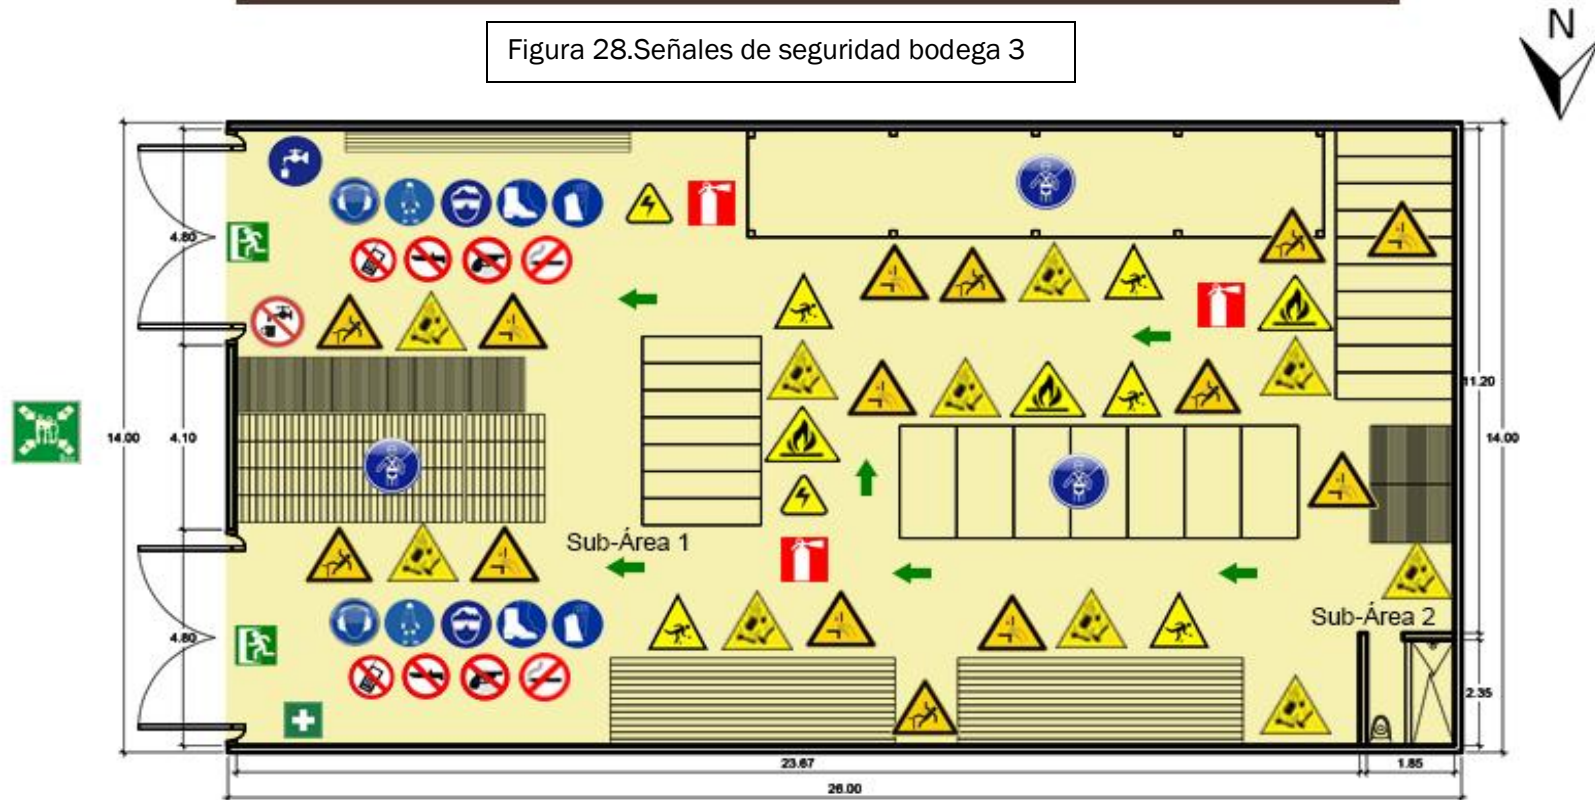 Figura 28.Señales de seguridad bodega 3
N
4.80
14.00
4.10
11.20
14.00
Sub-Área 1
Sub-Área 2
4.80
2.35
23.67
1.85
26.00